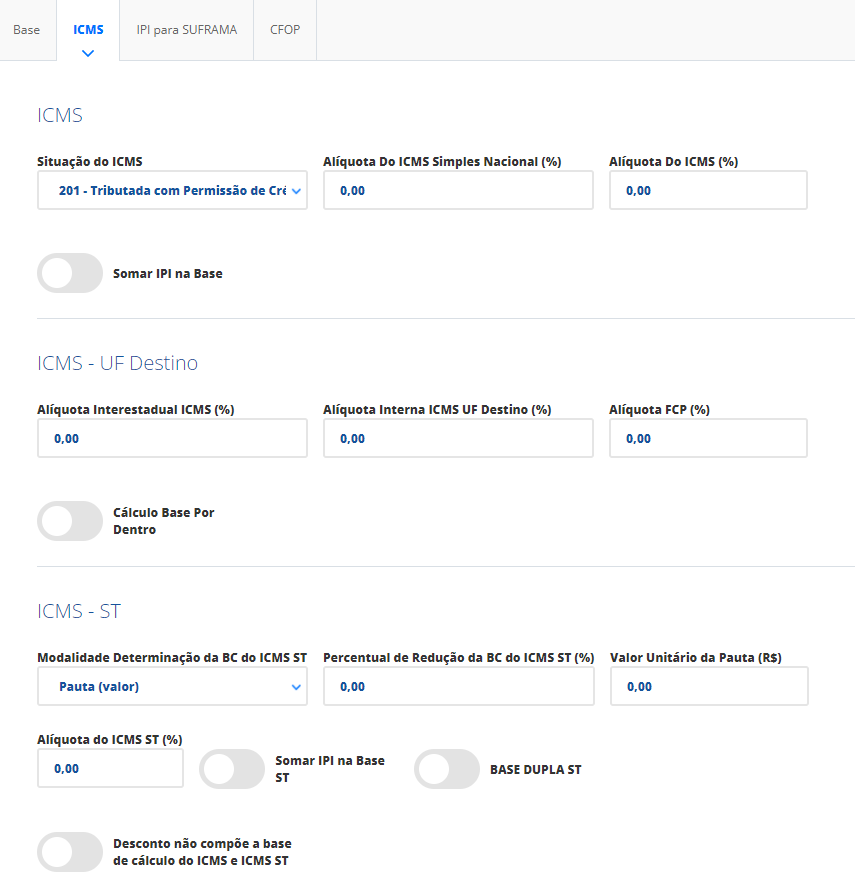 Base ICMS IPI para SUFRAMA CFOP
ICMS
Situação do ICMS Alíquota Do ICMS Simples Nacional (%) Alíquota Do ICMS (%)
201 - Tributada com Permissão de Cré 0,00 0,00
Somar IPI na Base
ICMS - UF Destino
Alíquota Interestadual ICMS (%) Alíquota Interna ICMS UF Destino (%) Alíquota FCP (%)
0,00 0,00 0,00
Cálculo Base Por
Dentro
ICMS - ST
Modalidade Determinação da BC do ICMS ST Percentual de Redução da BC do ICMS ST (%) Valor Unitário da Pauta (R$)
Pauta (valor) 0,00 0,00
Alíquota do ICMS ST (%)
0,00
Somar IPI na Base
ST
BASE DUPLA ST
Desconto não compõe a base
de cálculo do ICMS e ICMS ST